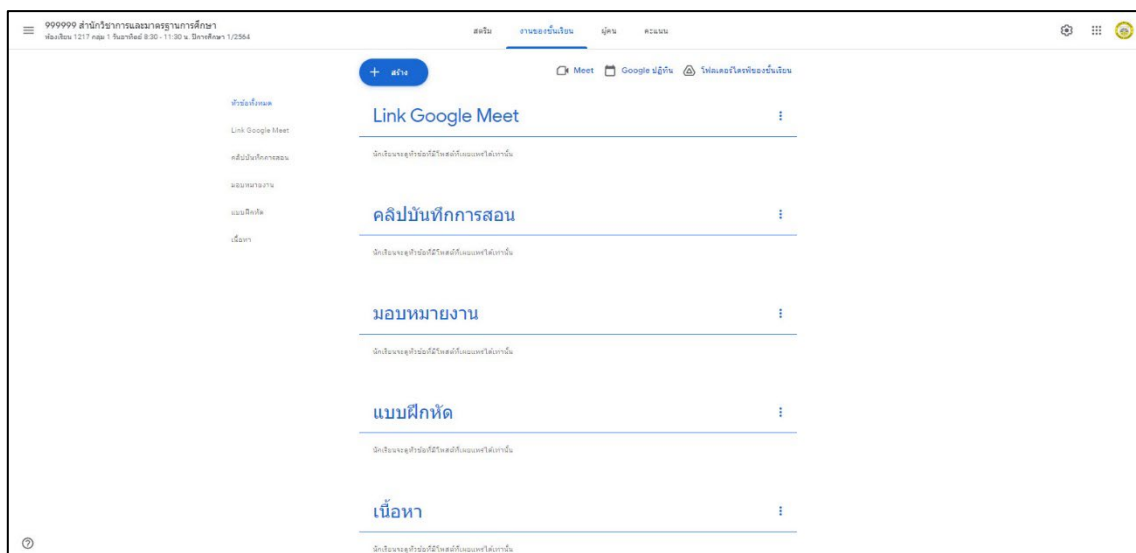 999999 สำนักวิชาการและมาตรฐานการศึกษา
ห้องเรียน 1217 กลุ่ม 1 วันอาทิตย์ 8:30 - 11:30 น. ปีการศึกษา 1/2564
สตรีม งานของชั้นเรียน ผู้คน คะแนน
+ สร้าง
Meet Google ปฏิทิน โฟลเดอร์ไดรฟ์ของชั้นเรียน
หัวข้อทั้งหมด
Link Google Meet
คลิปบันทึกการสอน
มอบหมายงาน
แบบฝึกหัด
เนื้อหา
Link Google Meet
นักเรียนจะดูหัวข้อที่มีโพสต์ที่เผยแพร่ได้เท่านั้น
คลิปบันทึกการสอน
นักเรียนจะดูหัวข้อที่มีโพสต์ที่เผยแพร่ได้เท่านั้น
มอบหมายงาน
นักเรียนจะดูหัวข้อที่มีโพสต์ที่เผยแพร่ได้เท่านั้น
แบบฝึกหัด
นักเรียนจะดูหัวข้อที่มีโพสต์ที่เผยแพร่ได้เท่านั้น
เนื้อหา
นักเรียนจะดูหัวข้อที่มีโพสต์ที่เผยแพร่ได้เท่านั้น